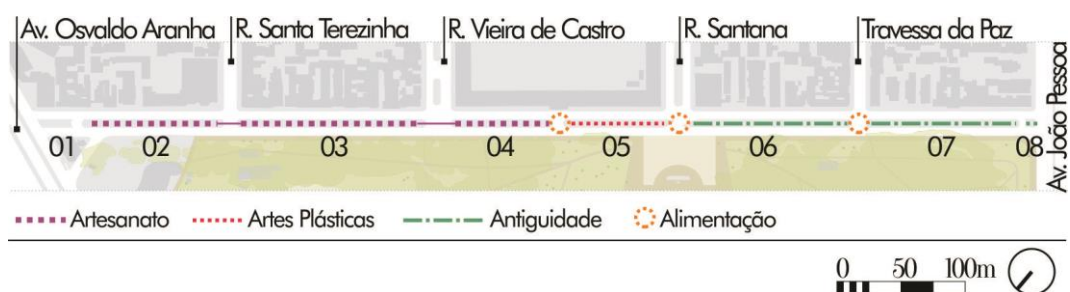 Av. Osvaldo Aranha R. Santa Terezinha R. Vieira de Castro R. Santana Travessa da Paz
Av. João Pessoa
01 02 03 04 05 06 07 08
Artesanato Artes Plásticas Antiguidade Alimentação
0 50 100m